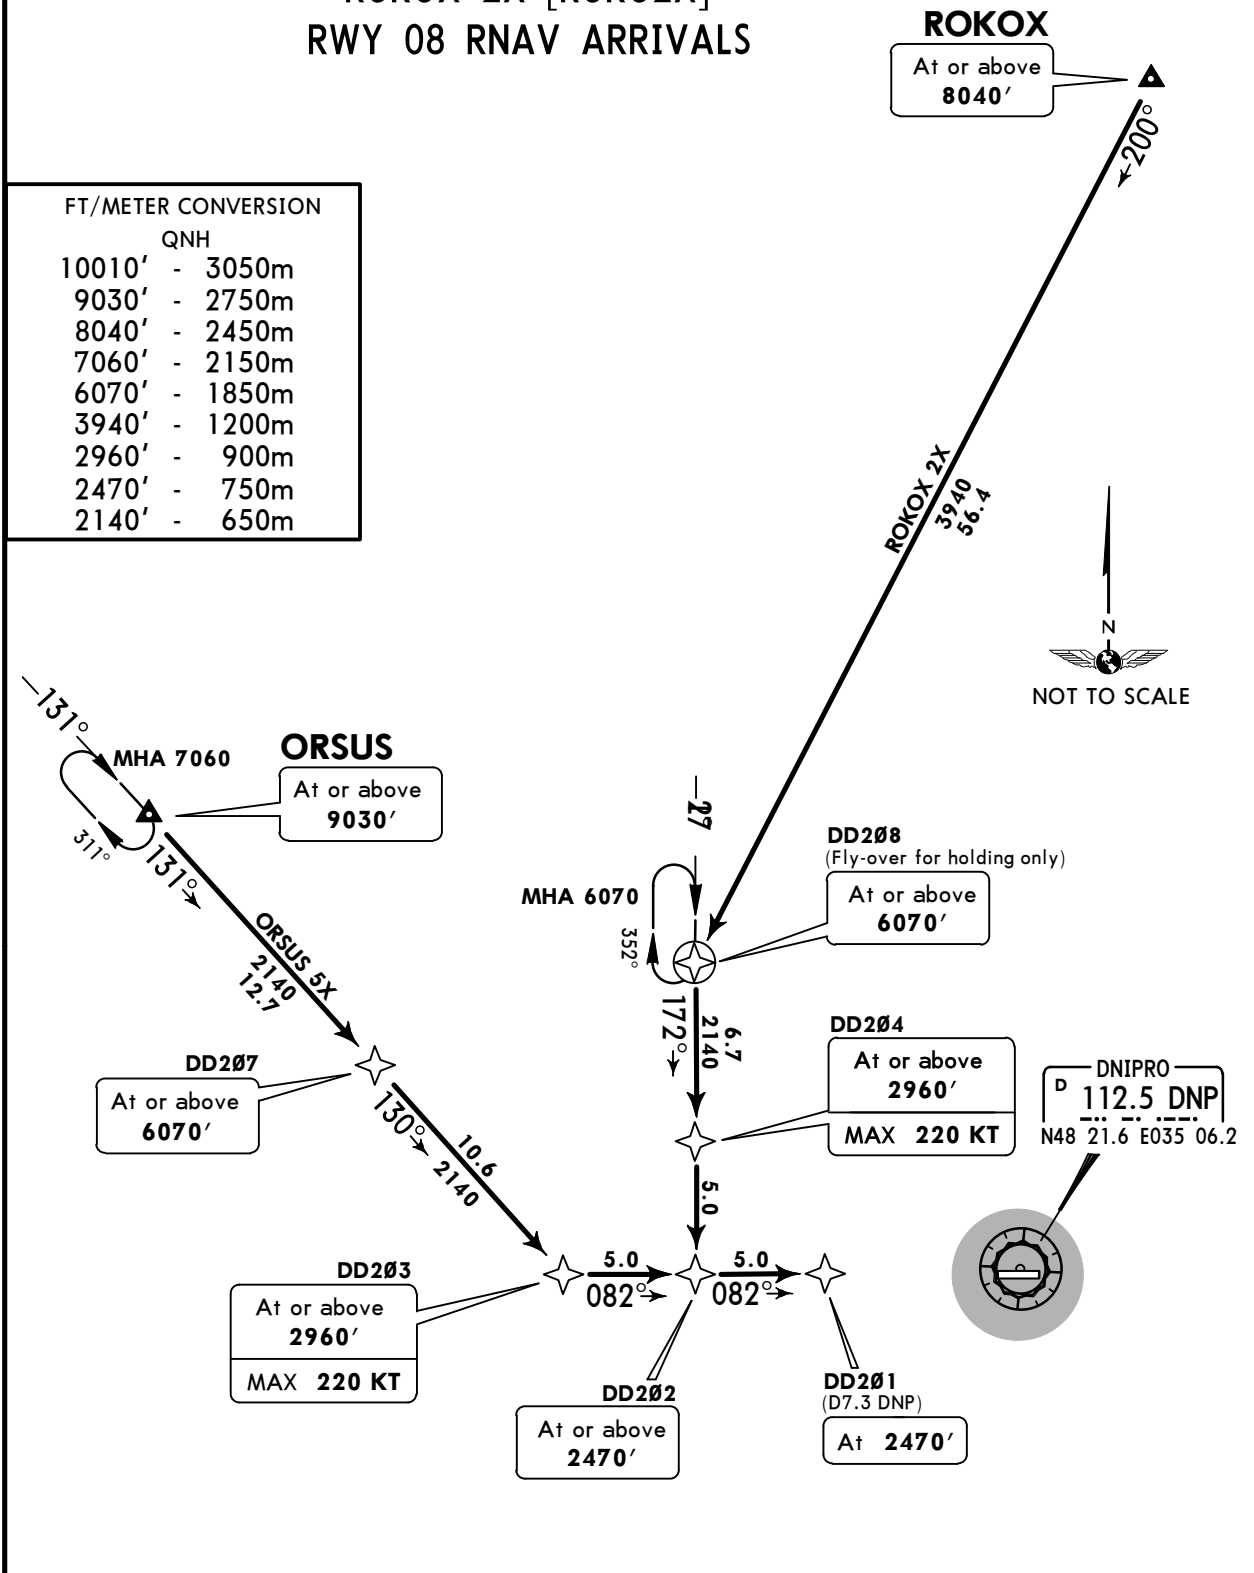 RWY 08 RNAV ARRIVALS
ROKOX
At or above
8040′
200°
FT/METER CONVERSION
QNH
10010′ - 3050m
9030′ - 2750m
8040′ - 2450m
7060′ - 2150m
6070′ - 1850m
3940′ - 1200m
2960′ - 900m
2470′ - 750m
2140′ - 650m
ROKOX 2X
3940
56.4
N
NOT TO SCALE
131°
MHA 7060
ORSUS
At or above
9030′
311°
131°
ORSUS 5X
2140
12.7
DD2Ø8
(Fly-over for holding only)
At or above
6070′
MHA 6070
352°
172°
6.7
2140
DD2Ø7
At or above
6070′
130°
10.6
2140
DD2Ø4
At or above
2960′
MAX 220 KT
DNIPRO
D 112.5 DNP
N48 21.6 E035 06.2
5.0
DD2Ø3
At or above
2960′
MAX 220 KT
5.0
082°
5.0
082°
DD2Ø2
At or above
2470′
DD2Ø1
(D7.3 DNP)
At 2470′